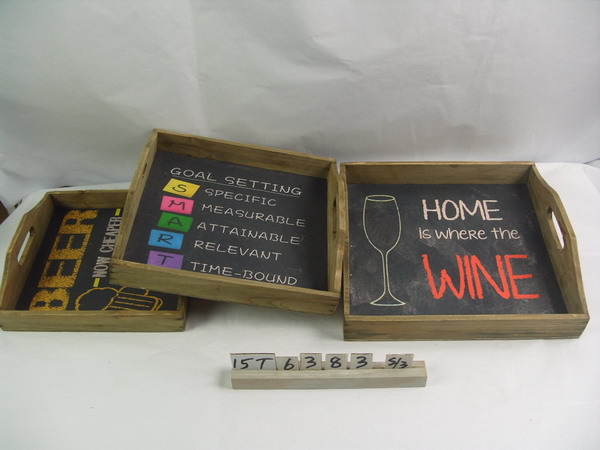 BEER
NOW CHEAPER
GOAL SETTING
S SPECIFIC
M MEASURABLE
A ATTAINABLE
R RELEVANT
T TIME-BOUND
HOME
Is where the
WINE
15T 6 3 8 3 S/3